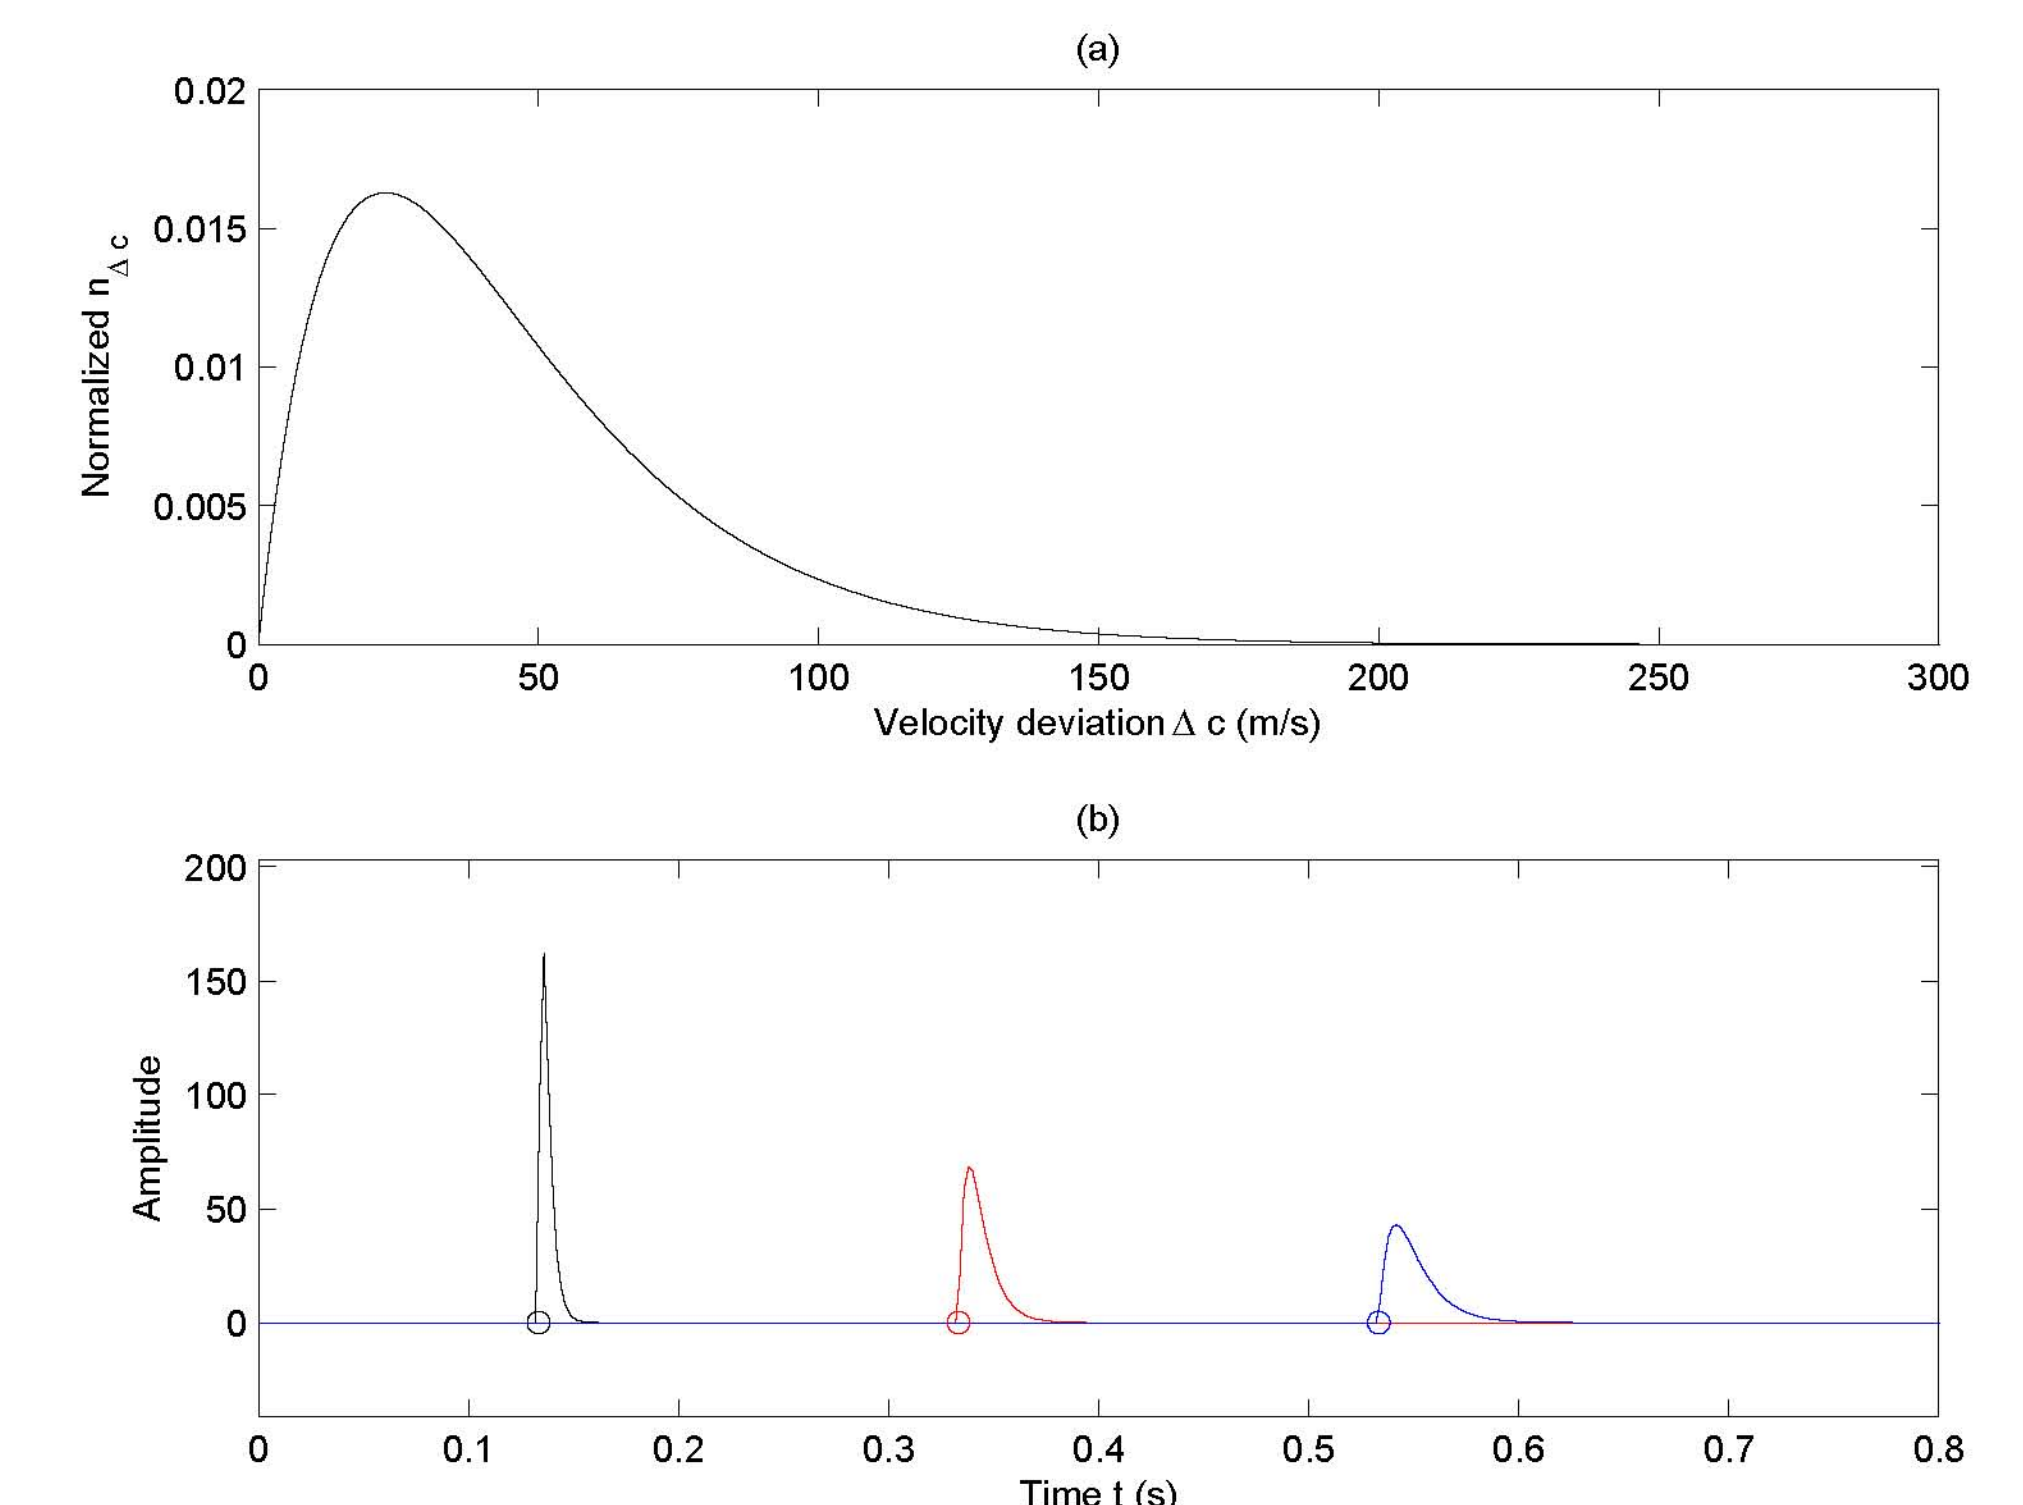 (a)
0.02
0.015
0.01
0.005
0
Normalized n Δ c
0 50 100 150 200 250 300
Velocity deviation Δ c (m/s)
(b)
200
150
100
50
0
Amplitude
0 0.1 0.2 0.3 0.4 0.5 0.6 0.7 0.8
Time t (s)